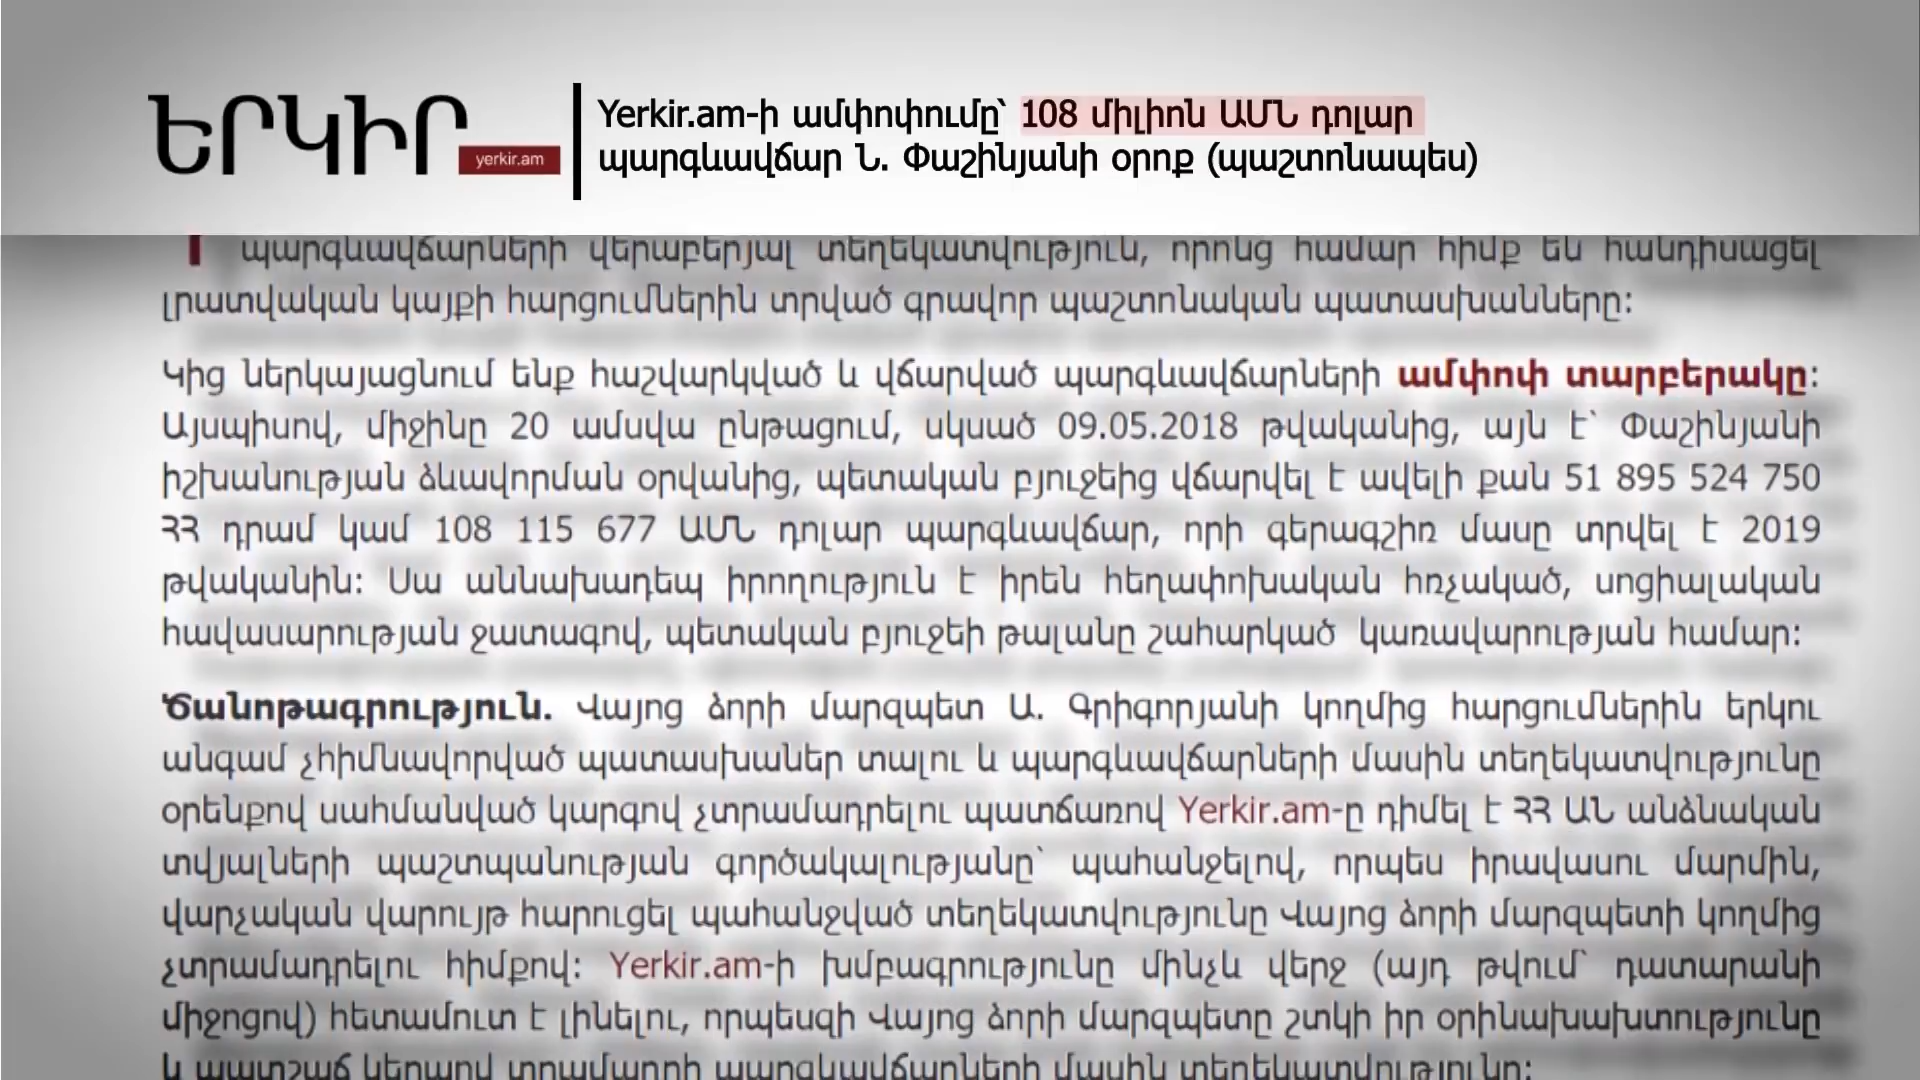 ԵՐԿԻՐ
yerkir.am
Yerkir.am-ի ամփոփումը՝ 108 միլիոն ԱՄՆ դոլար
պարգևավճար Ն. Փաշինյանի օրոք (պաշտոնապես)
պարգևավճարների վերաբերյալ տեղեկատվություն, որոնց համար հիմք են հանդիսացել
լրատվական կայքի հարցումներին տրված գրավոր պաշտոնական պատասխանները:
Կից ներկայացնում ենք հաշվարկված և վճարված պարգևավճարների ամփոփ տարբերակը:
Այսպիսով, միջինը 20 ամսվա ընթացում, սկսած 09.05.2018 թվականից, այն է՝ Փաշինյանի
իշխանության ձևավորման օրվանից, պետական բյուջեից վճարվել է ավելի քան 51 895 524 750
ՀՀ դրամ կամ 108 115 677 ԱՄՆ դոլար պարգևավճար, որի գերագշիռ մասը տրվել է 2019
թվականին: Սա աննախադեպ իրողություն է իրեն հեղափոխական հռչակած, սոցիալական
հավասարության ջատագով, պետական բյուջեի թալանը շահարկած կառավարության համար:
Ծանոթագրություն. Վայոց ձորի մարզպետ Ա. Գրիգորյանի կողմից հարցումներին երկու
անգամ չհիմնավորված պատասխաներ տալու և պարգևավճարների մասին տեղեկատվությունը
օրենքով սահմանված կարգով չտրամադրելու պատճառով Yerkir.am-ը դիմել է ՀՀ ԱՆ անձնական
տվյալների պաշտպանության գործակալությանը՝ պահանջելով, որպես իրավասու մարմին,
վարչական վարույթ հարուցել պահանջված տեղեկատվությունը Վայոց ձորի մարզպետի կողմից
չտրամադրելու հիմքով: Yerkir.am-ի խմբագրությունը մինչև վերջ (այդ թվում՝ դատարանի
միջոցով) հետամուտ է լինելու, որպեսզի Վայոց ձորի մարզպետը շտկի իր օրինախախտությունը
և պատշաճ կերպով տրամադրի պարգևավճարների մասին տեղեկատվությունը: